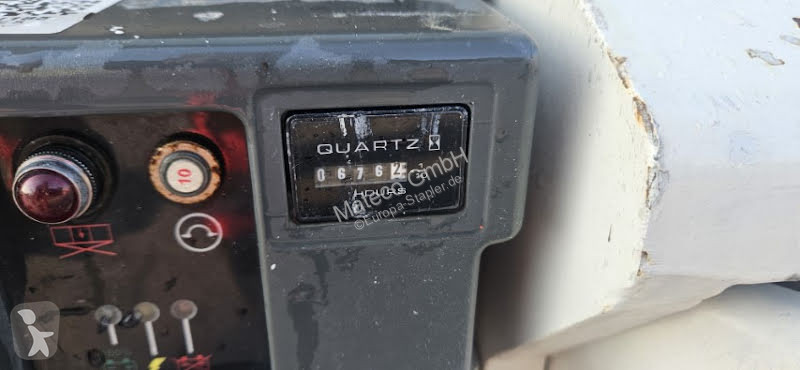 QUARTZ
0676
HOURS
10
Mateco GmbH
©Europa-Stapler.de